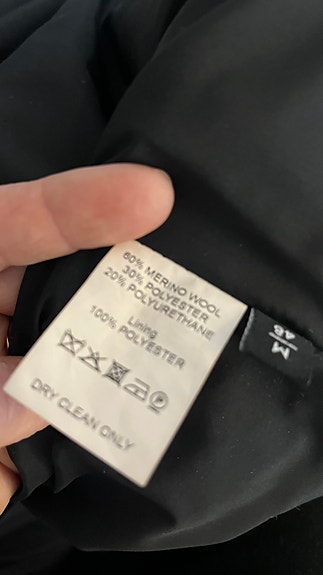 60% MERINO WOOL
30% POLYESTER
20% POLYURETHANE
Lining
100% POLYESTER
DRY CLEAN ONLY
M
48